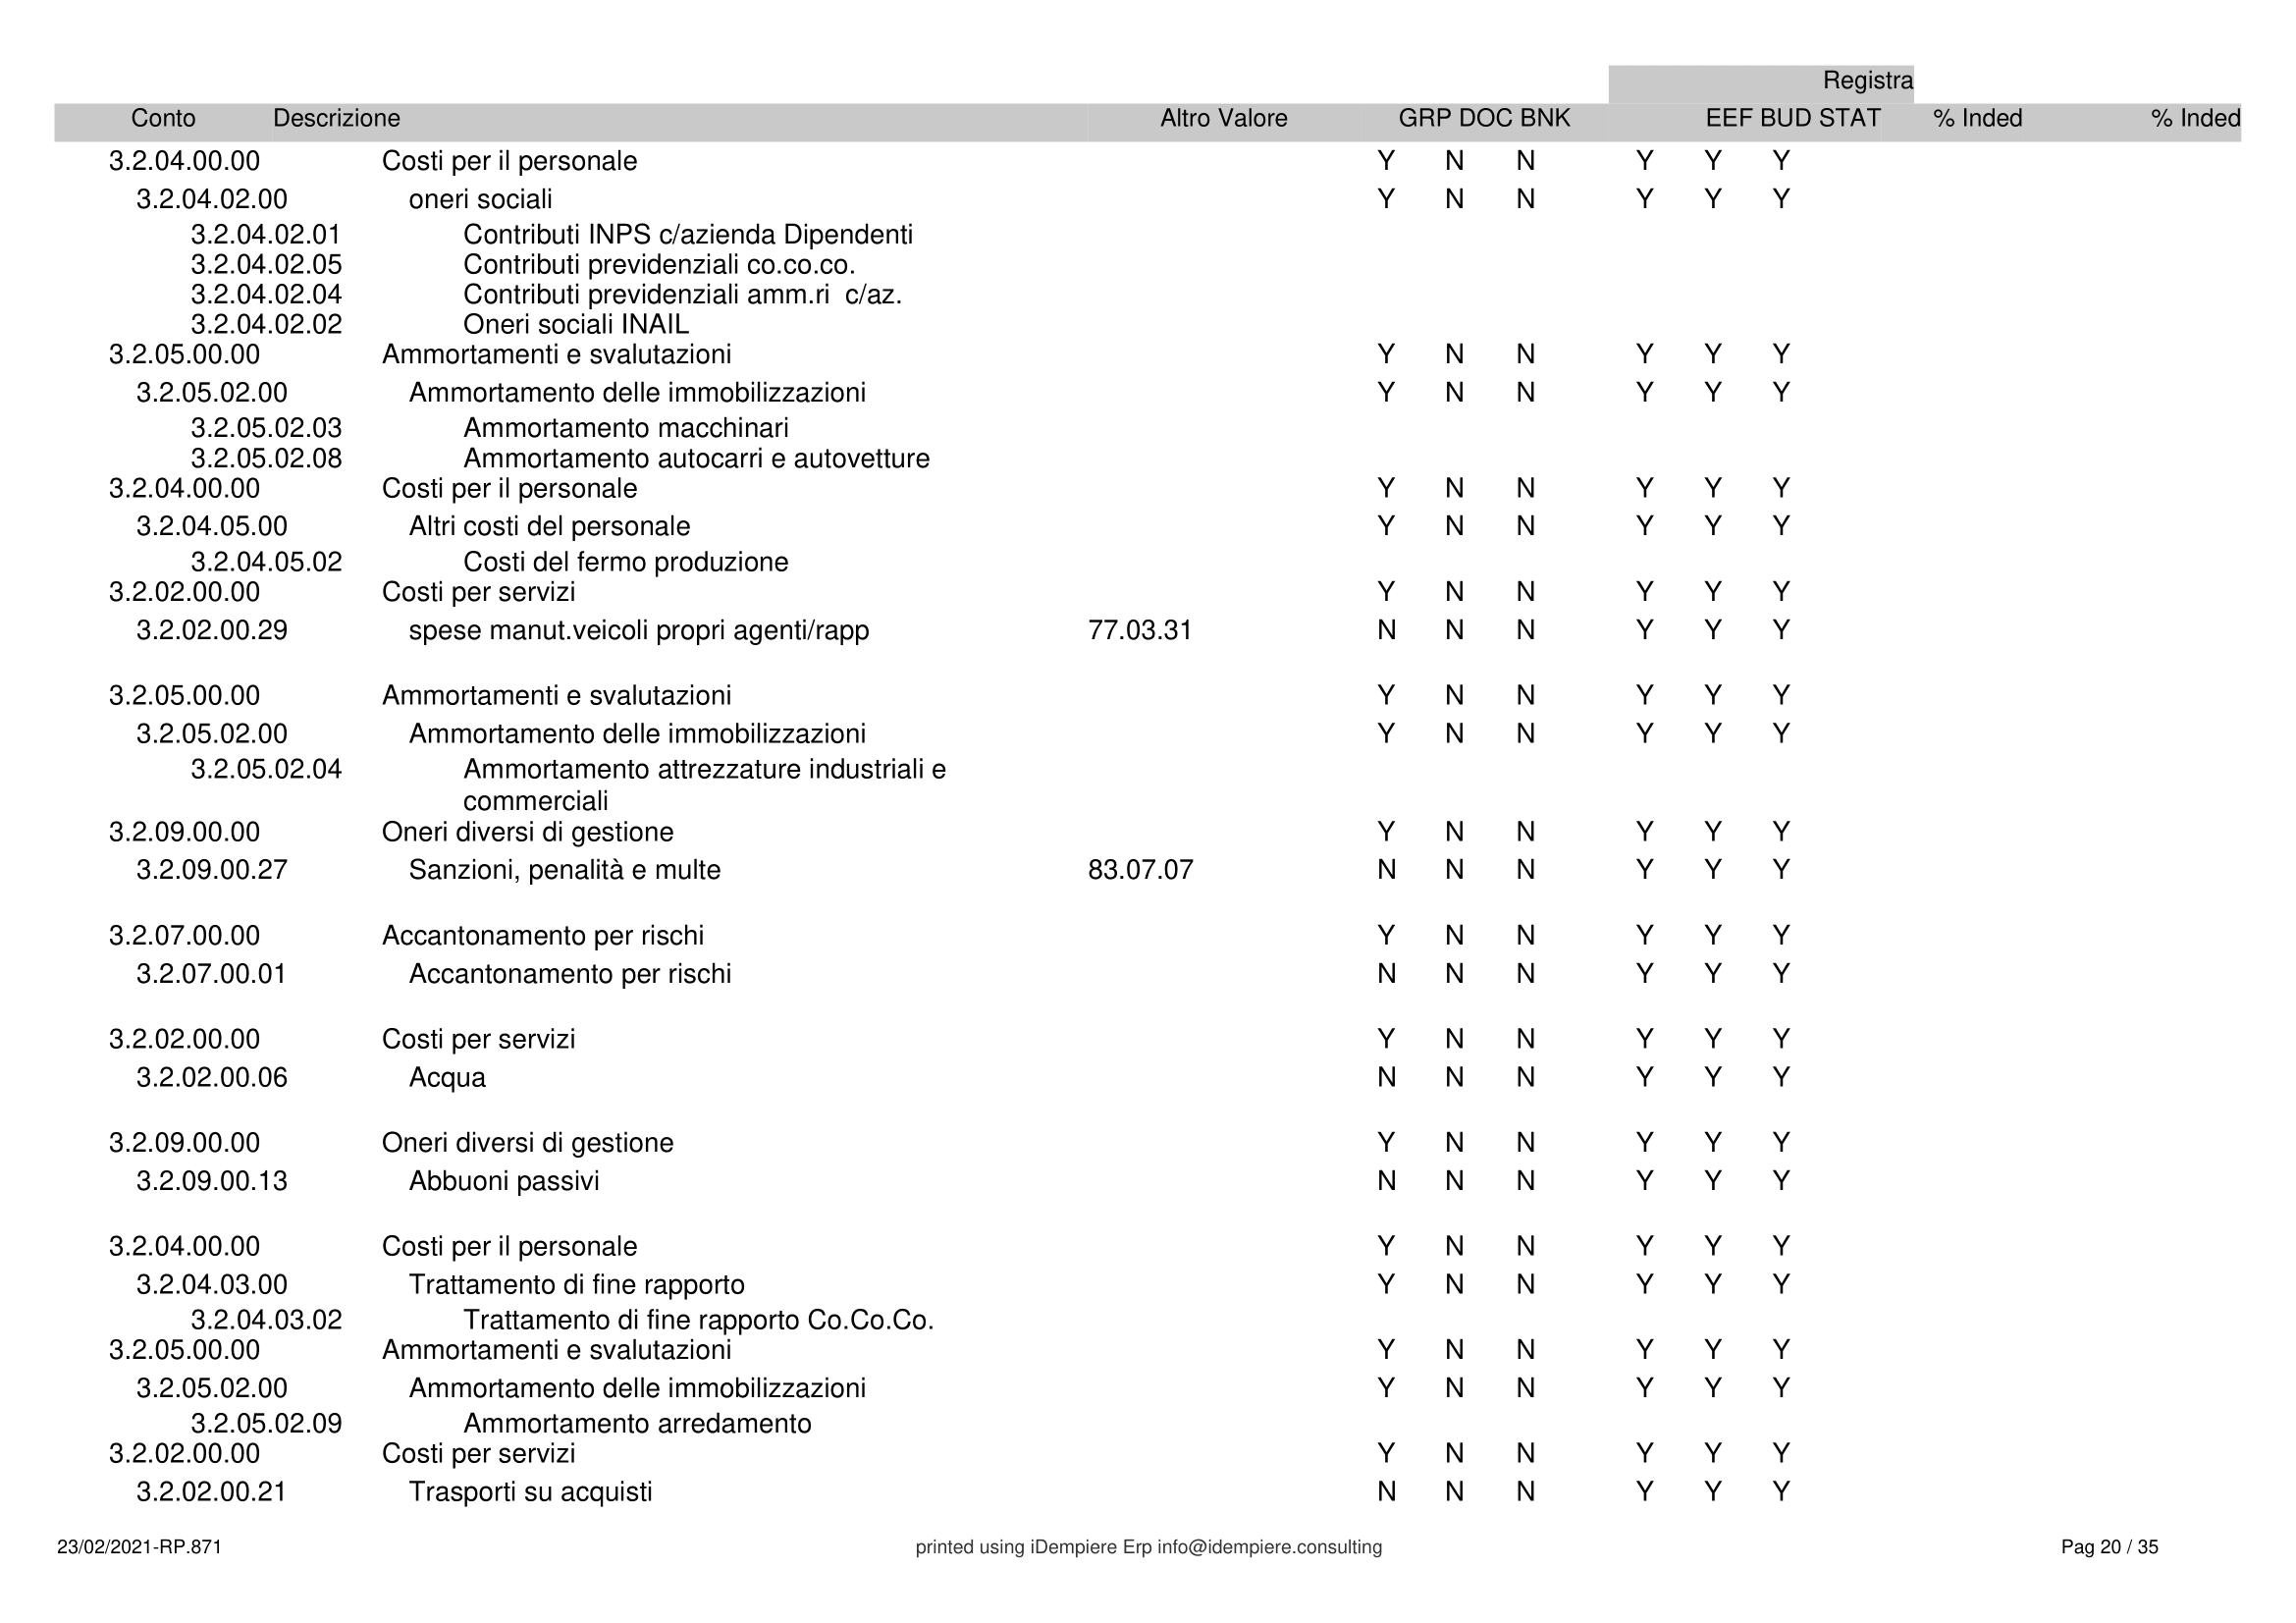 Registra
Conto Descrizione Altro Valore GRP DOC BNK EEF BUD STAT % Inded % Inded
3.2.04.00.00 Costi per il personale Y N N Y Y Y
3.2.04.02.00 oneri sociali Y N N Y Y Y
3.2.04.02.01 Contributi INPS c/azienda Dipendenti
3.2.04.02.05 Contributi previdenziali co.co.co.
3.2.04.02.04 Contributi previdenziali amm.ri  c/az.
3.2.04.02.02 Oneri sociali INAIL
3.2.05.00.00 Ammortamenti e svalutazioni Y N N Y Y Y
3.2.05.02.00 Ammortamento delle immobilizzazioni Y N N Y Y Y
3.2.05.02.03 Ammortamento macchinari
3.2.05.02.08 Ammortamento autocarri e autovetture
3.2.04.00.00 Costi per il personale Y N N Y Y Y
3.2.04.05.00 Altri costi del personale Y N N Y Y Y
3.2.04.05.02 Costi del fermo produzione
3.2.02.00.00 Costi per servizi Y N N Y Y Y
3.2.02.00.29 spese manut.veicoli propri agenti/rapp 77.03.31 N N N Y Y Y
3.2.05.00.00 Ammortamenti e svalutazioni Y N N Y Y Y
3.2.05.02.00 Ammortamento delle immobilizzazioni Y N N Y Y Y
3.2.05.02.04 Ammortamento attrezzature industriali e
commerciali
3.2.09.00.00 Oneri diversi di gestione Y N N Y Y Y
3.2.09.00.27 Sanzioni, penalità e multe 83.07.07 N N N Y Y Y
3.2.07.00.00 Accantonamento per rischi Y N N Y Y Y
3.2.07.00.01 Accantonamento per rischi N N N Y Y Y
3.2.02.00.00 Costi per servizi Y N N Y Y Y
3.2.02.00.06 Acqua N N N Y Y Y
3.2.09.00.00 Oneri diversi di gestione Y N N Y Y Y
3.2.09.00.13 Abbuoni passivi N N N Y Y Y
3.2.04.00.00 Costi per il personale Y N N Y Y Y
3.2.04.03.00 Trattamento di fine rapporto Y N N Y Y Y
3.2.04.03.02 Trattamento di fine rapporto Co.Co.Co.
3.2.05.00.00 Ammortamenti e svalutazioni Y N N Y Y Y
3.2.05.02.00 Ammortamento delle immobilizzazioni Y N N Y Y Y
3.2.05.02.09 Ammortamento arredamento
3.2.02.00.00 Costi per servizi Y N N Y Y Y
3.2.02.00.21 Trasporti su acquisti N N N Y Y Y
23/02/2021-RP.871 printed using iDempiere Erp info@idempiere.consulting Pag 20 / 35